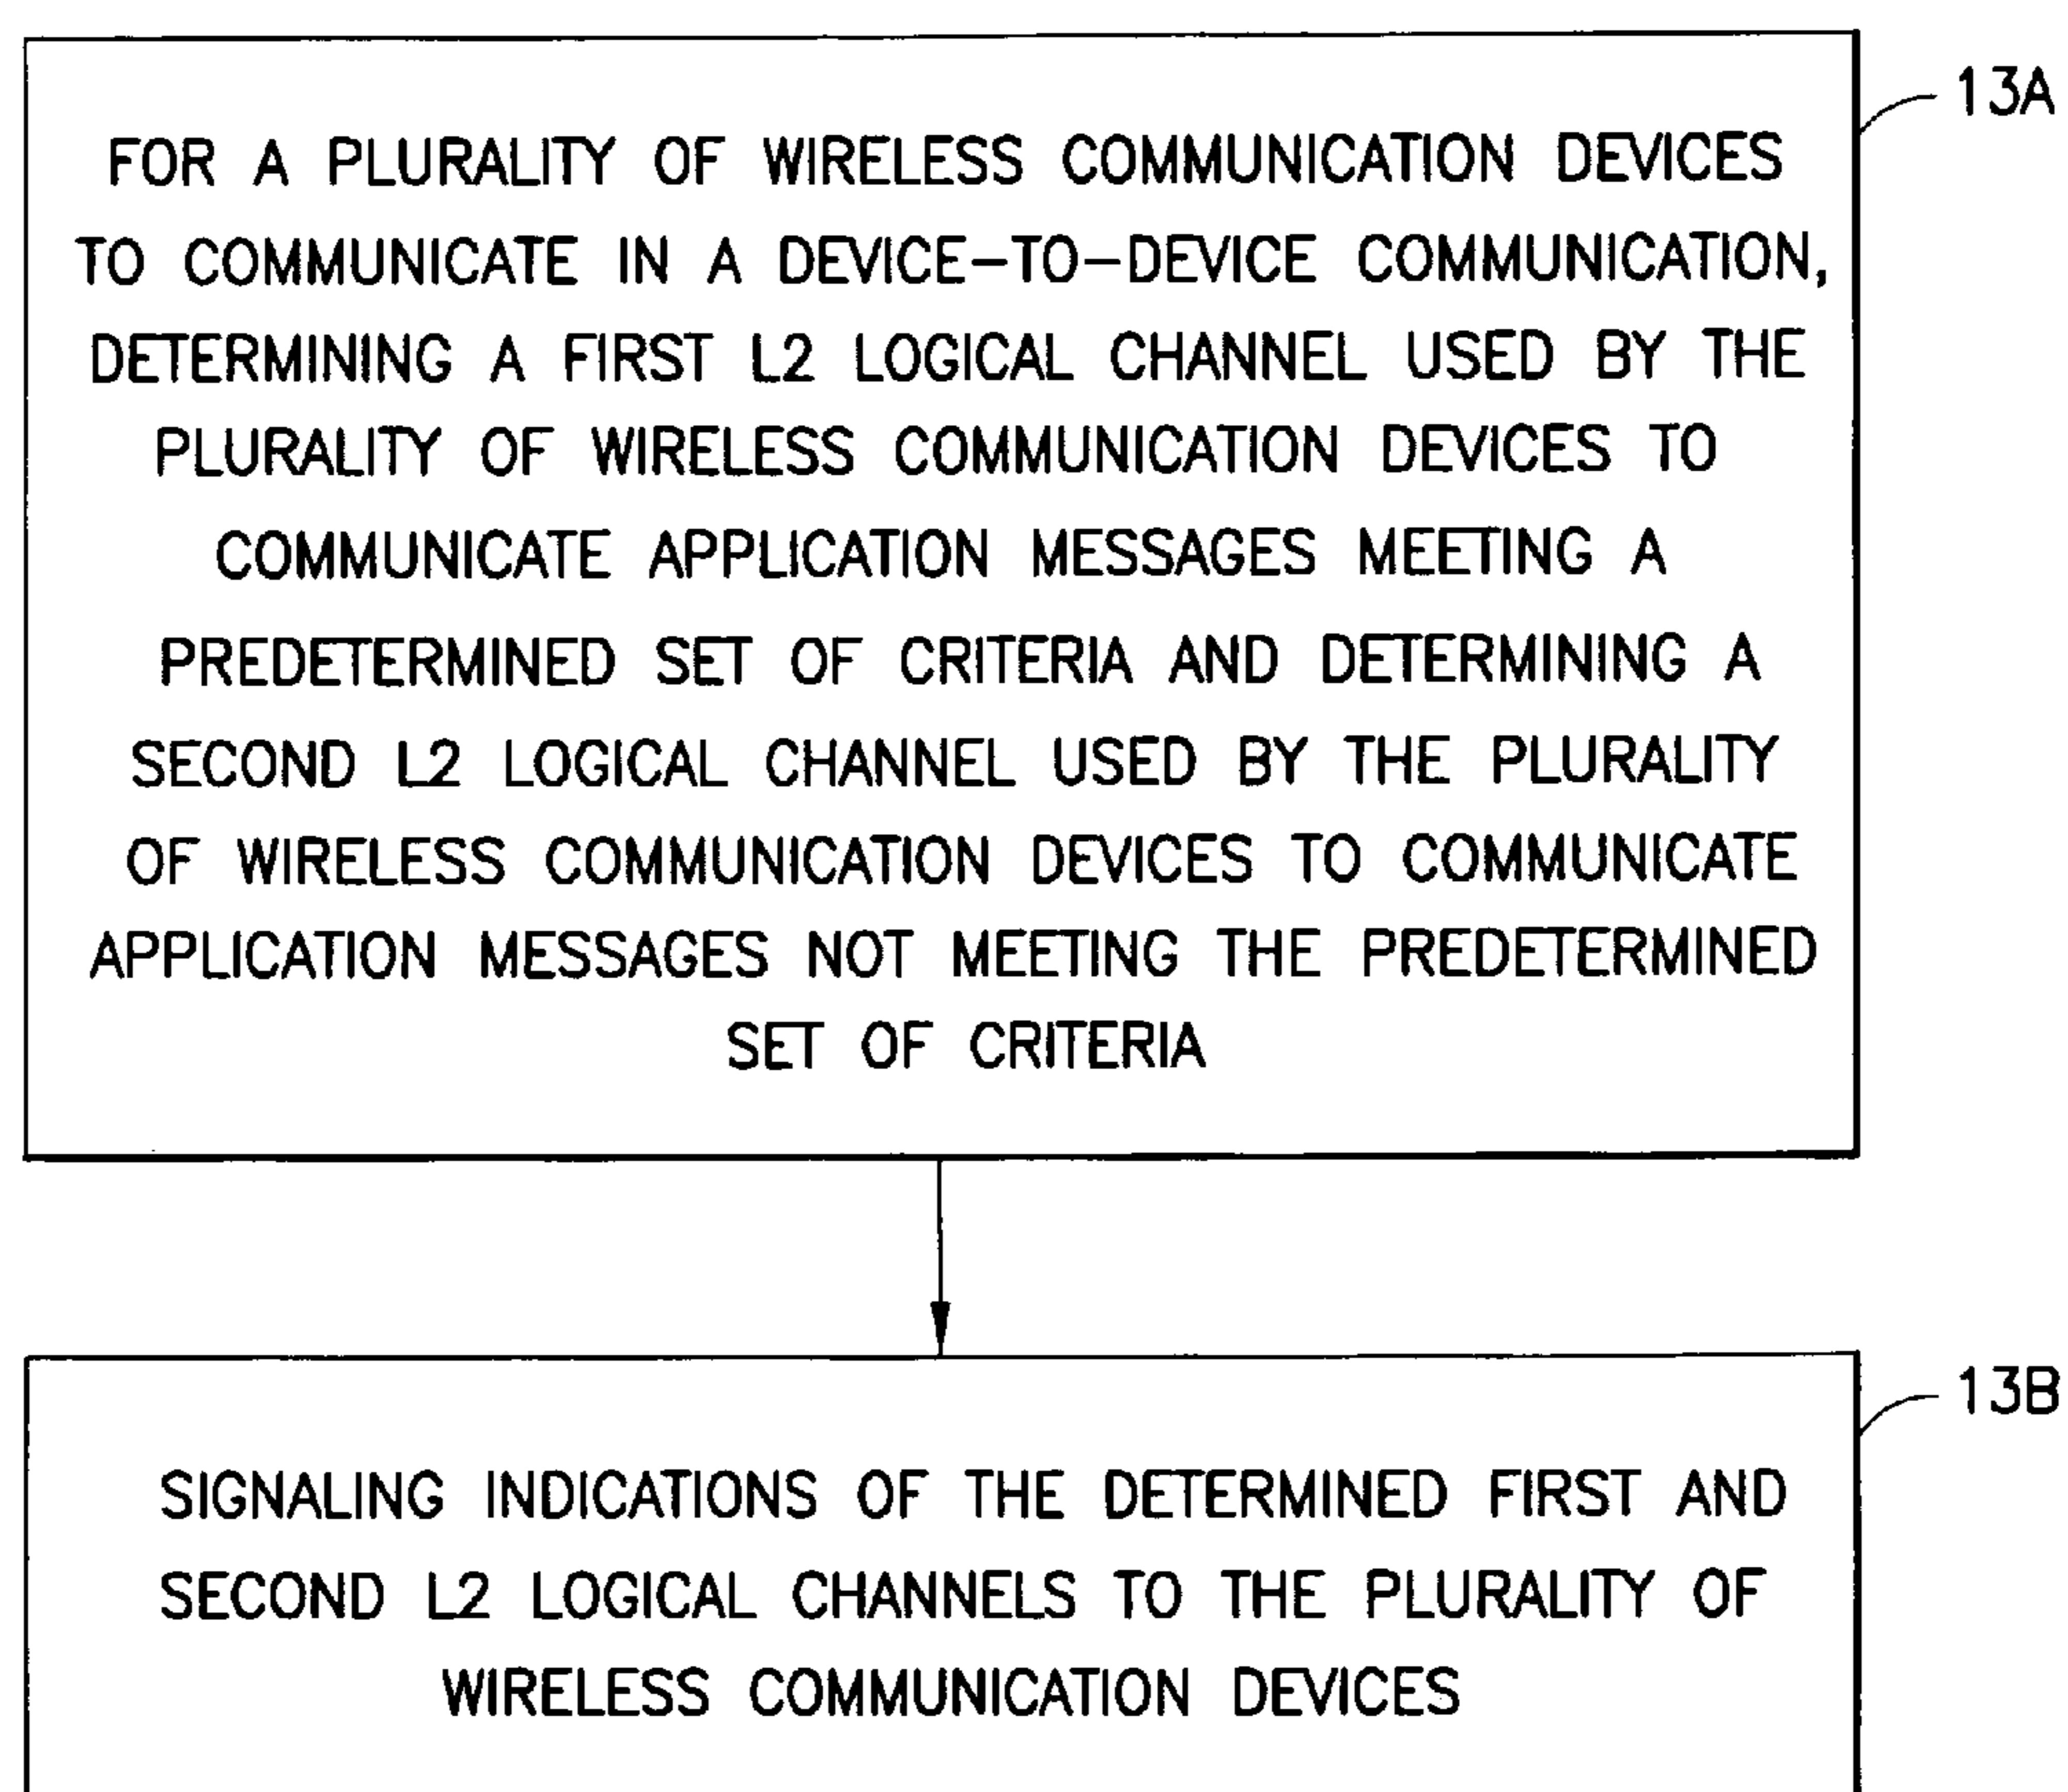 13A
FOR A PLURALITY OF WIRELESS COMMUNICATION DEVICES
TO COMMUNICATE IN A DEVICE-TO-DEVICE COMMUNICATION,
DETERMINING A FIRST L2 LOGICAL CHANNEL USED BY THE
PLURALITY OF WIRELESS COMMUNICATION DEVICES TO
COMMUNICATE APPLICATION MESSAGES MEETING A
PREDETERMINED SET OF CRITERIA AND DETERMINING A
SECOND L2 LOGICAL CHANNEL USED BY THE PLURALITY
OF WIRELESS COMMUNICATION DEVICES TO COMMUNICATE
APPLICATION MESSAGES NOT MEETING THE PREDETERMINED
SET OF CRITERIA
13B
SIGNALING INDICATIONS OF THE DETERMINED FIRST AND
SECOND L2 LOGICAL CHANNELS TO THE PLURALITY OF
WIRELESS COMMUNICATION DEVICES